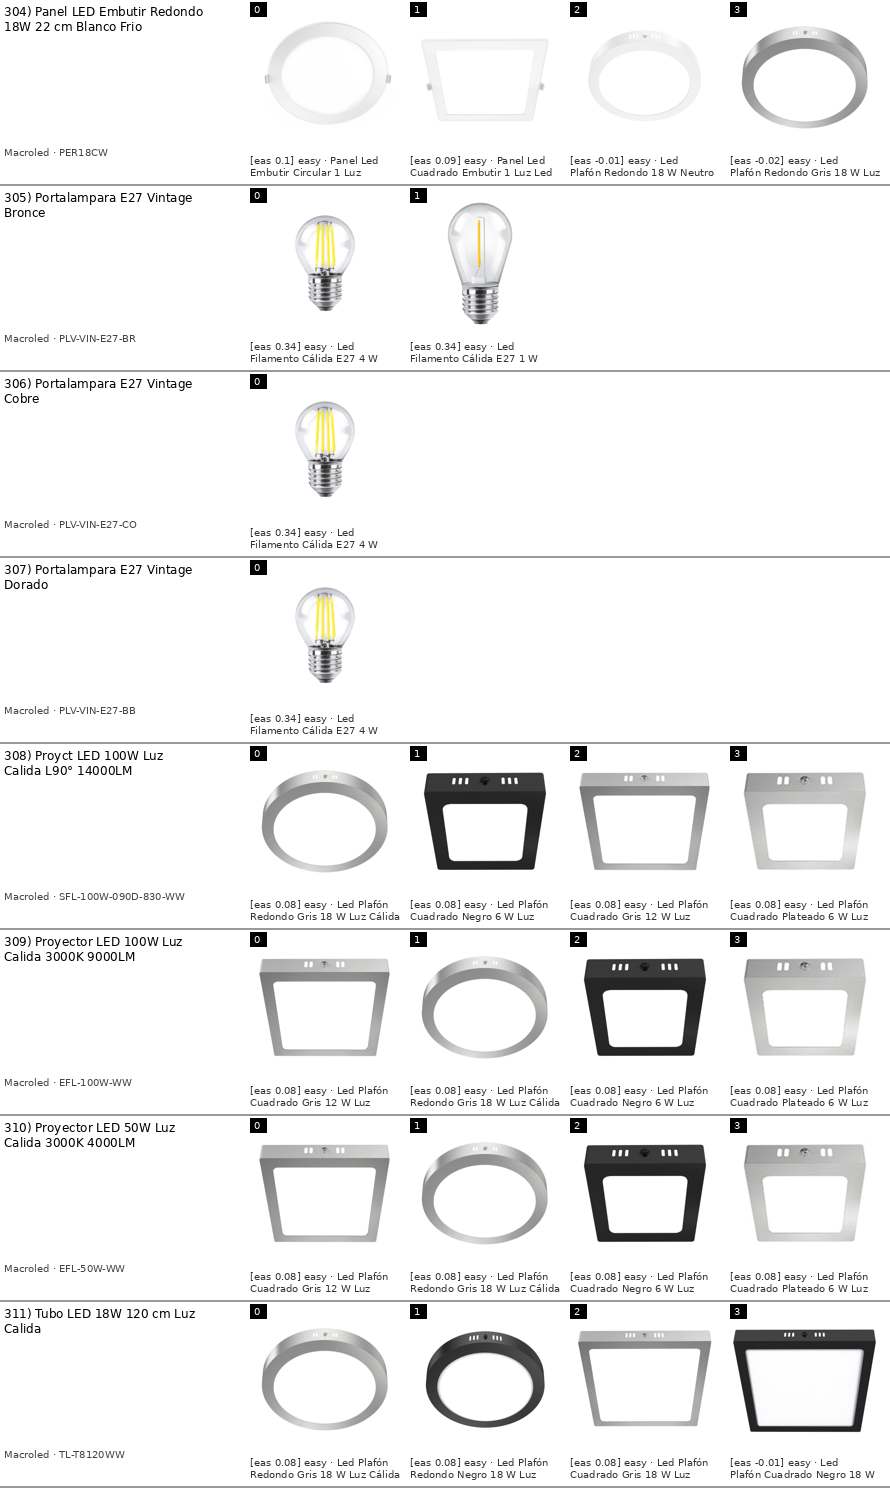 304) Panel LED Embutir Redondo
18W 22 cm Blanco Frio
Macroled · PER18CW
0
[eas 0.1] easy · Panel Led
Embutir Circular 1 Luz
1
[eas 0.09] easy · Panel Led
Cuadrado Embutir 1 Luz Led
2
[eas -0.01] easy · Led
Plafón Redondo 18 W Neutro
3
[eas -0.02] easy · Led
Plafón Redondo Gris 18 W Luz
305) Portalampara E27 Vintage
Bronce
Macroled · PLV-VIN-E27-BR
0
[eas 0.34] easy · Led
Filamento Cálida E27 4 W
1
[eas 0.34] easy · Led
Filamento Cálida E27 1 W
306) Portalampara E27 Vintage
Cobre
Macroled · PLV-VIN-E27-CO
0
[eas 0.34] easy · Led
Filamento Cálida E27 4 W
307) Portalampara E27 Vintage
Dorado
Macroled · PLV-VIN-E27-BB
0
[eas 0.34] easy · Led
Filamento Cálida E27 4 W
308) Proyct LED 100W Luz
Calida L90° 14000LM
Macroled · SFL-100W-090D-830-WW
0
[eas 0.08] easy · Led Plafón
Redondo Gris 18 W Luz Cálida
1
[eas 0.08] easy · Led Plafón
Cuadrado Negro 6 W Luz
2
[eas 0.08] easy · Led Plafón
Cuadrado Gris 12 W Luz
3
[eas 0.08] easy · Led Plafón
Cuadrado Plateado 6 W Luz
309) Proyector LED 100W Luz
Calida 3000K 9000LM
Macroled · EFL-100W-WW
0
[eas 0.08] easy · Led Plafón
Cuadrado Gris 12 W Luz
1
[eas 0.08] easy · Led Plafón
Redondo Gris 18 W Luz Cálida
2
[eas 0.08] easy · Led Plafón
Cuadrado Negro 6 W Luz
3
[eas 0.08] easy · Led Plafón
Cuadrado Plateado 6 W Luz
310) Proyector LED 50W Luz
Calida 3000K 4000LM
Macroled · EFL-50W-WW
0
[eas 0.08] easy · Led Plafón
Cuadrado Gris 12 W Luz
1
[eas 0.08] easy · Led Plafón
Redondo Gris 18 W Luz Cálida
2
[eas 0.08] easy · Led Plafón
Cuadrado Negro 6 W Luz
3
[eas 0.08] easy · Led Plafón
Cuadrado Plateado 6 W Luz
311) Tubo LED 18W 120 cm Luz
Calida
Macroled · TL-T8120WW
0
[eas 0.08] easy · Led Plafón
Redondo Gris 18 W Luz Cálida
1
[eas 0.08] easy · Led Plafón
Redondo Negro 18 W Luz
2
[eas 0.08] easy · Led Plafón
Cuadrado Gris 18 W Luz
3
[eas -0.01] easy · Led
Plafón Cuadrado Negro 18 W